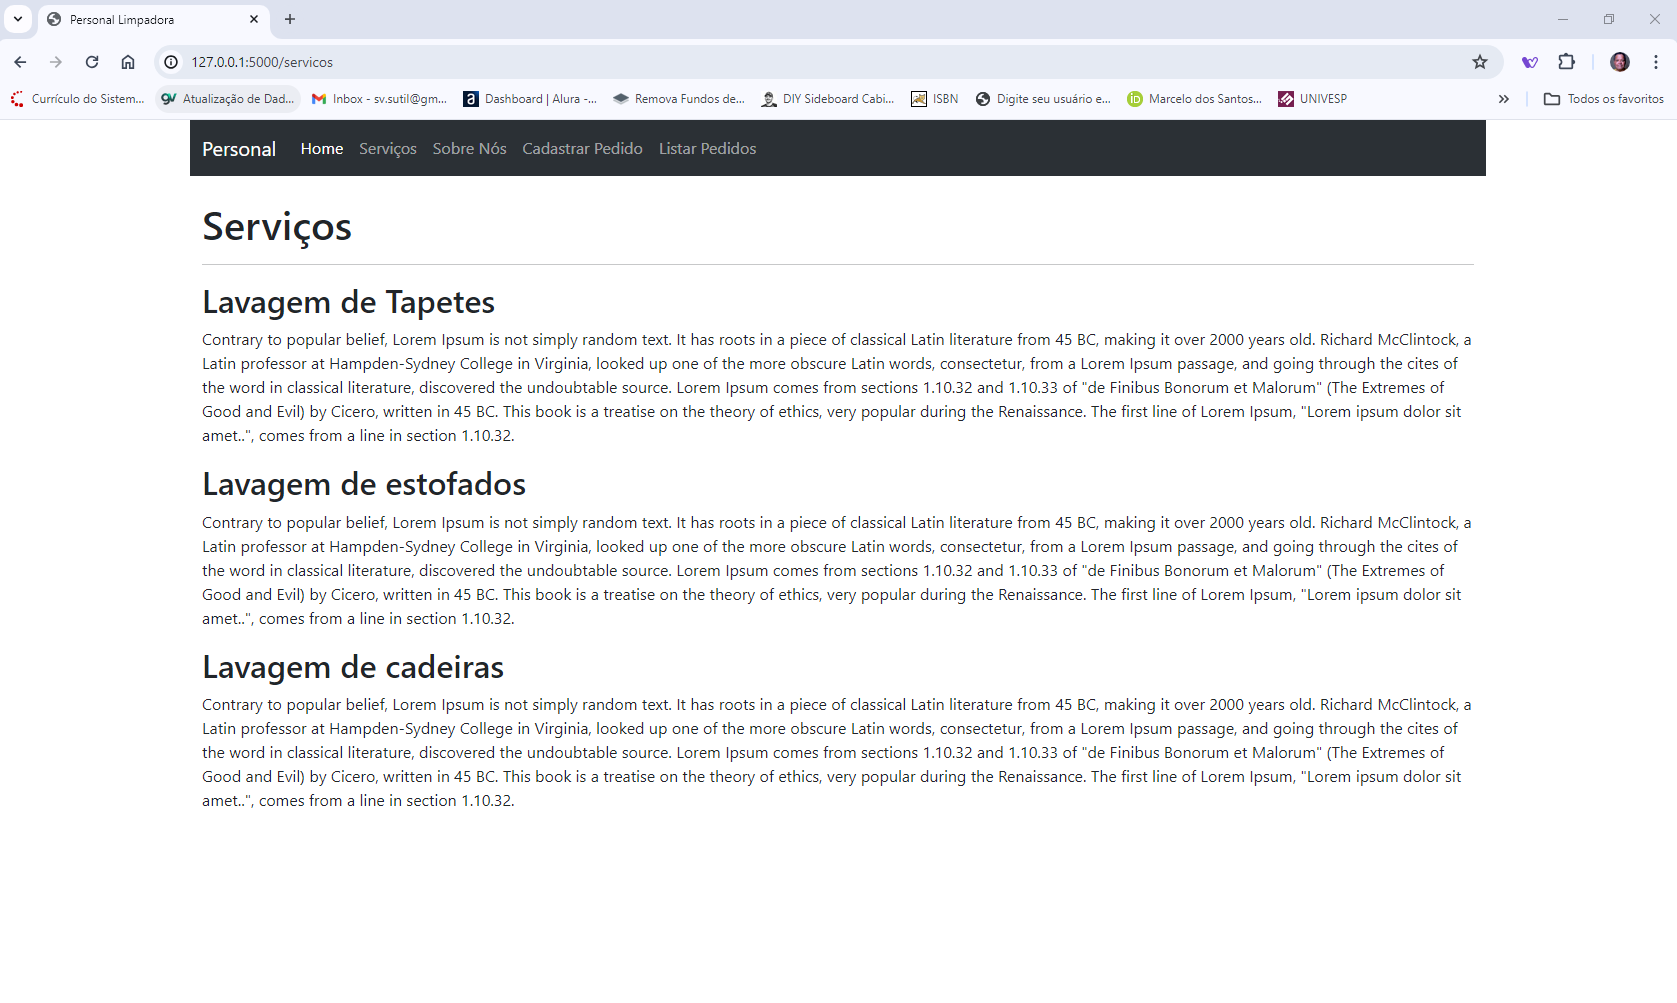 Personal Limpadora
127.0.0.1:5000/servicos
Currículo do Sistem...
Atualização de Dad...
Inbox - sv.sutil@gm...
Dashboard | Alura -...
Remova Fundos de...
DIY Sideboard Cabi...
ISBN
Digite seu usuário e...
Marcelo dos Santos...
UNIVESP
Todos os favoritos
Personal Home Serviços Sobre Nós Cadastrar Pedido Listar Pedidos
Serviços
Lavagem de Tapetes
Contrary to popular belief, Lorem Ipsum is not simply random text. It has roots in a piece of classical Latin literature from 45 BC, making it over 2000 years old. Richard McClintock, a
Latin professor at Hampden-Sydney College in Virginia, looked up one of the more obscure Latin words, consectetur, from a Lorem Ipsum passage, and going through the cites of
the word in classical literature, discovered the undoubtable source. Lorem Ipsum comes from sections 1.10.32 and 1.10.33 of "de Finibus Bonorum et Malorum" (The Extremes of
Good and Evil) by Cicero, written in 45 BC. This book is a treatise on the theory of ethics, very popular during the Renaissance. The first line of Lorem Ipsum, "Lorem ipsum dolor sit
amet..", comes from a line in section 1.10.32.
Lavagem de estofados
Contrary to popular belief, Lorem Ipsum is not simply random text. It has roots in a piece of classical Latin literature from 45 BC, making it over 2000 years old. Richard McClintock, a
Latin professor at Hampden-Sydney College in Virginia, looked up one of the more obscure Latin words, consectetur, from a Lorem Ipsum passage, and going through the cites of
the word in classical literature, discovered the undoubtable source. Lorem Ipsum comes from sections 1.10.32 and 1.10.33 of "de Finibus Bonorum et Malorum" (The Extremes of
Good and Evil) by Cicero, written in 45 BC. This book is a treatise on the theory of ethics, very popular during the Renaissance. The first line of Lorem Ipsum, "Lorem ipsum dolor sit
amet..", comes from a line in section 1.10.32.
Lavagem de cadeiras
Contrary to popular belief, Lorem Ipsum is not simply random text. It has roots in a piece of classical Latin literature from 45 BC, making it over 2000 years old. Richard McClintock, a
Latin professor at Hampden-Sydney College in Virginia, looked up one of the more obscure Latin words, consectetur, from a Lorem Ipsum passage, and going through the cites of
the word in classical literature, discovered the undoubtable source. Lorem Ipsum comes from sections 1.10.32 and 1.10.33 of "de Finibus Bonorum et Malorum" (The Extremes of
Good and Evil) by Cicero, written in 45 BC. This book is a treatise on the theory of ethics, very popular during the Renaissance. The first line of Lorem Ipsum, "Lorem ipsum dolor sit
amet..", comes from a line in section 1.10.32.